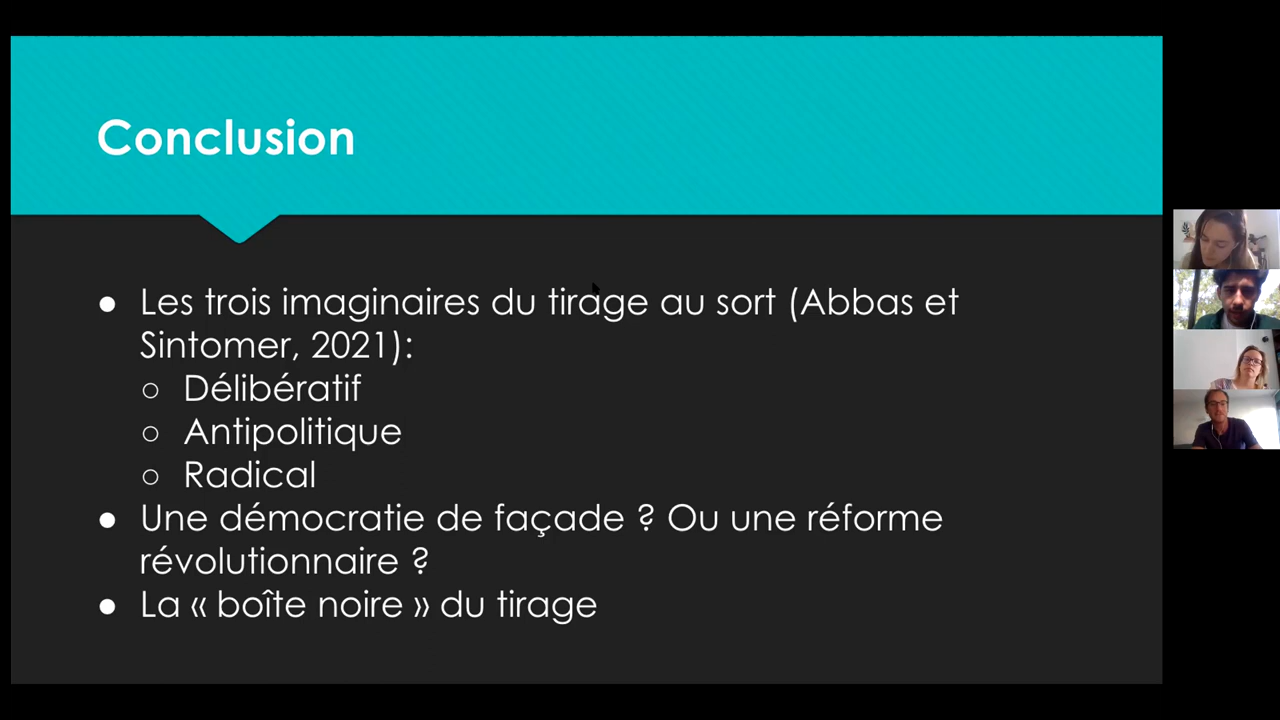 Conclusion
● Les trois imaginaires du tirage au sort (Abbas et
Sintomer, 2021):
○ Délibératif
○ Antipolitique
○ Radical
● Une démocratie de façade ? Ou une réforme
révolutionnaire ?
● La « boîte noire » du tirage